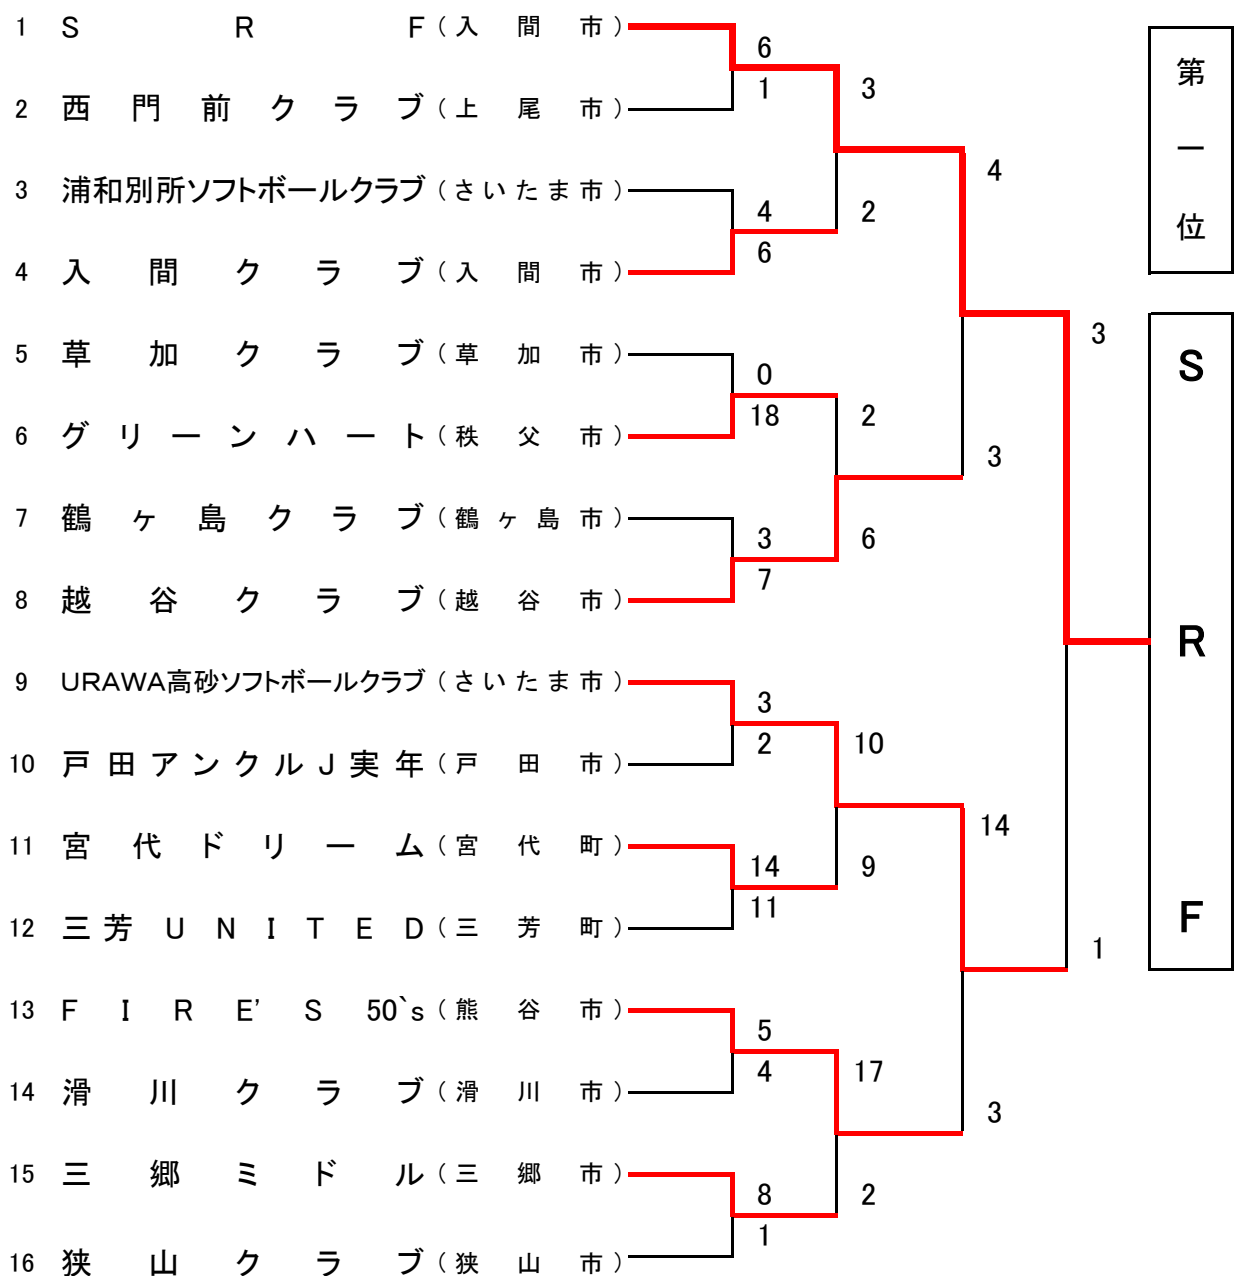 1 SRF(入間市)
6
1
2 西門前クラブ(上尾市)
3
3 浦和別所ソフトボールクラブ(さいたま市)
4
6
2
4 入間クラブ(入間市)
4
5 草加クラブ(草加市)
0
18
2
6 グリーンハート(秩父市)
3
7 鶴ヶ島クラブ(鶴ヶ島市)
3
7
6
8 越谷クラブ(越谷市)
3
9 URAWA高砂ソフトボールクラブ(さいたま市)
3
2
10
10 戸田アンクルJ実年(戸田市)
14
11 宮代ドリーム(宮代町)
14
11
9
12 三芳UNITED(三芳町)
1
13 FIRE'S 50`s(熊谷市)
5
4
17
14 滑川クラブ(滑川市)
3
15 三郷ミドル(三郷市)
8
1
2
16 狭山クラブ(狭山市)
第一位
SRF